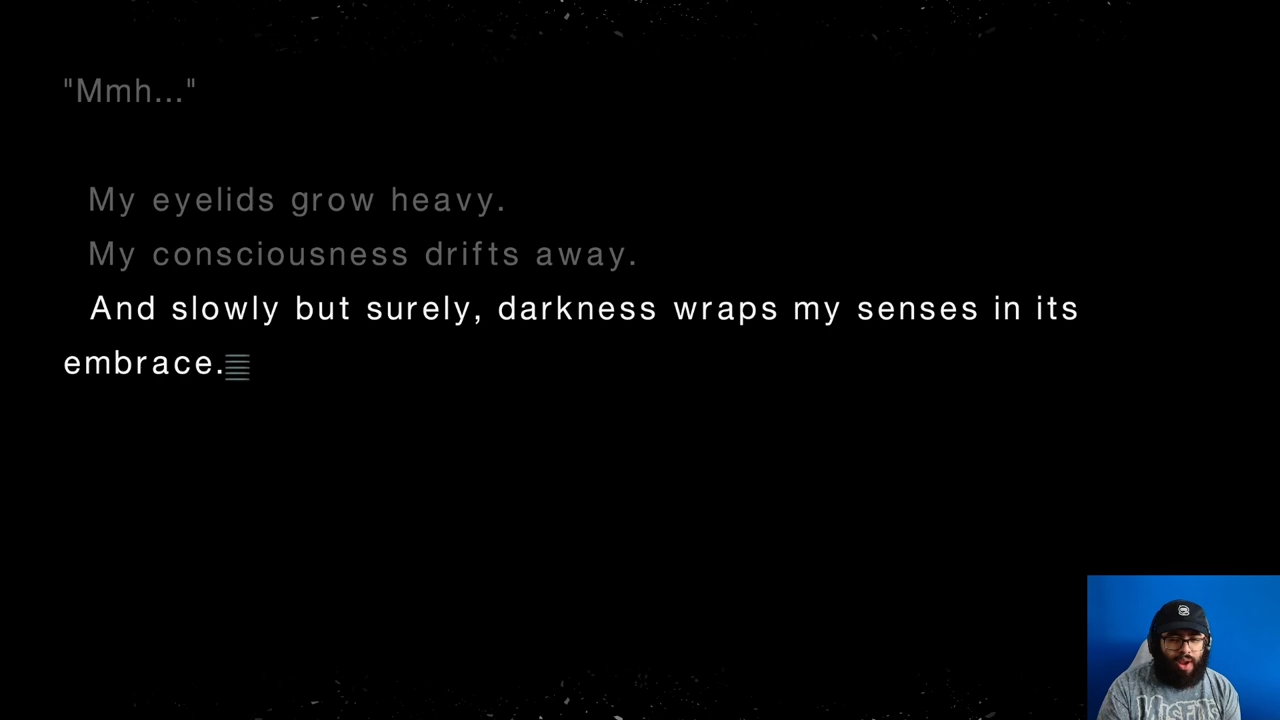 "Mmh..."
My eyelids grow heavy.
My consciousness drifts away.
And slowly but surely, darkness wraps my senses in its
embrace.
MISFITS